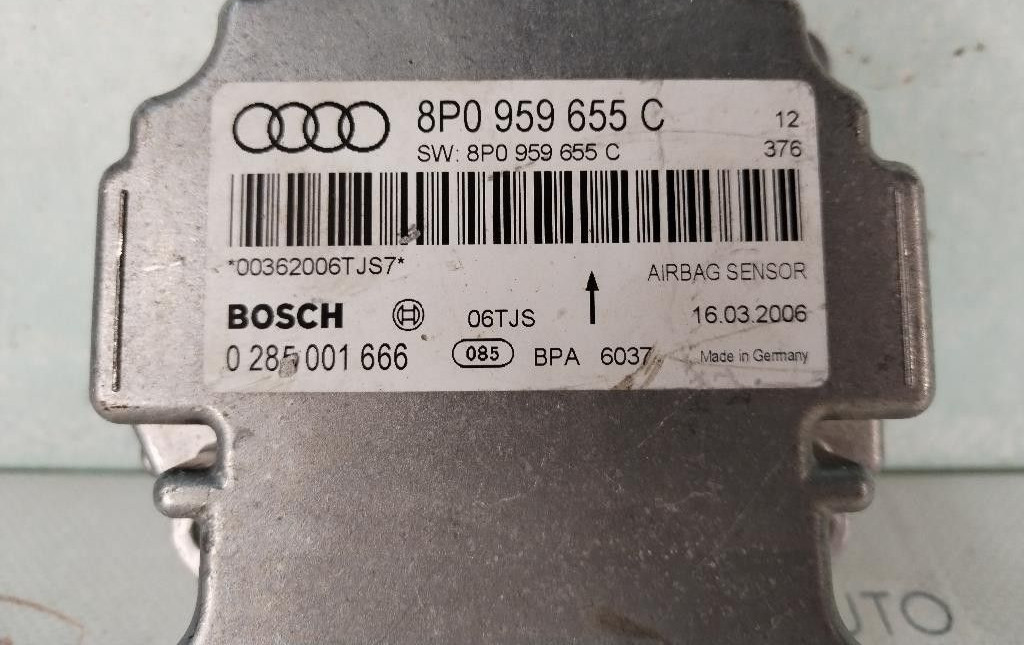 8P0 959 655 C
12
SW: 8P0 959 655 C
376
*00362006TJS7*
AIRBAG SENSOR
BOSCH
06TJS
16.03.2006
0 285 001 666
085
BPA 6037
Made in Germany
UTO